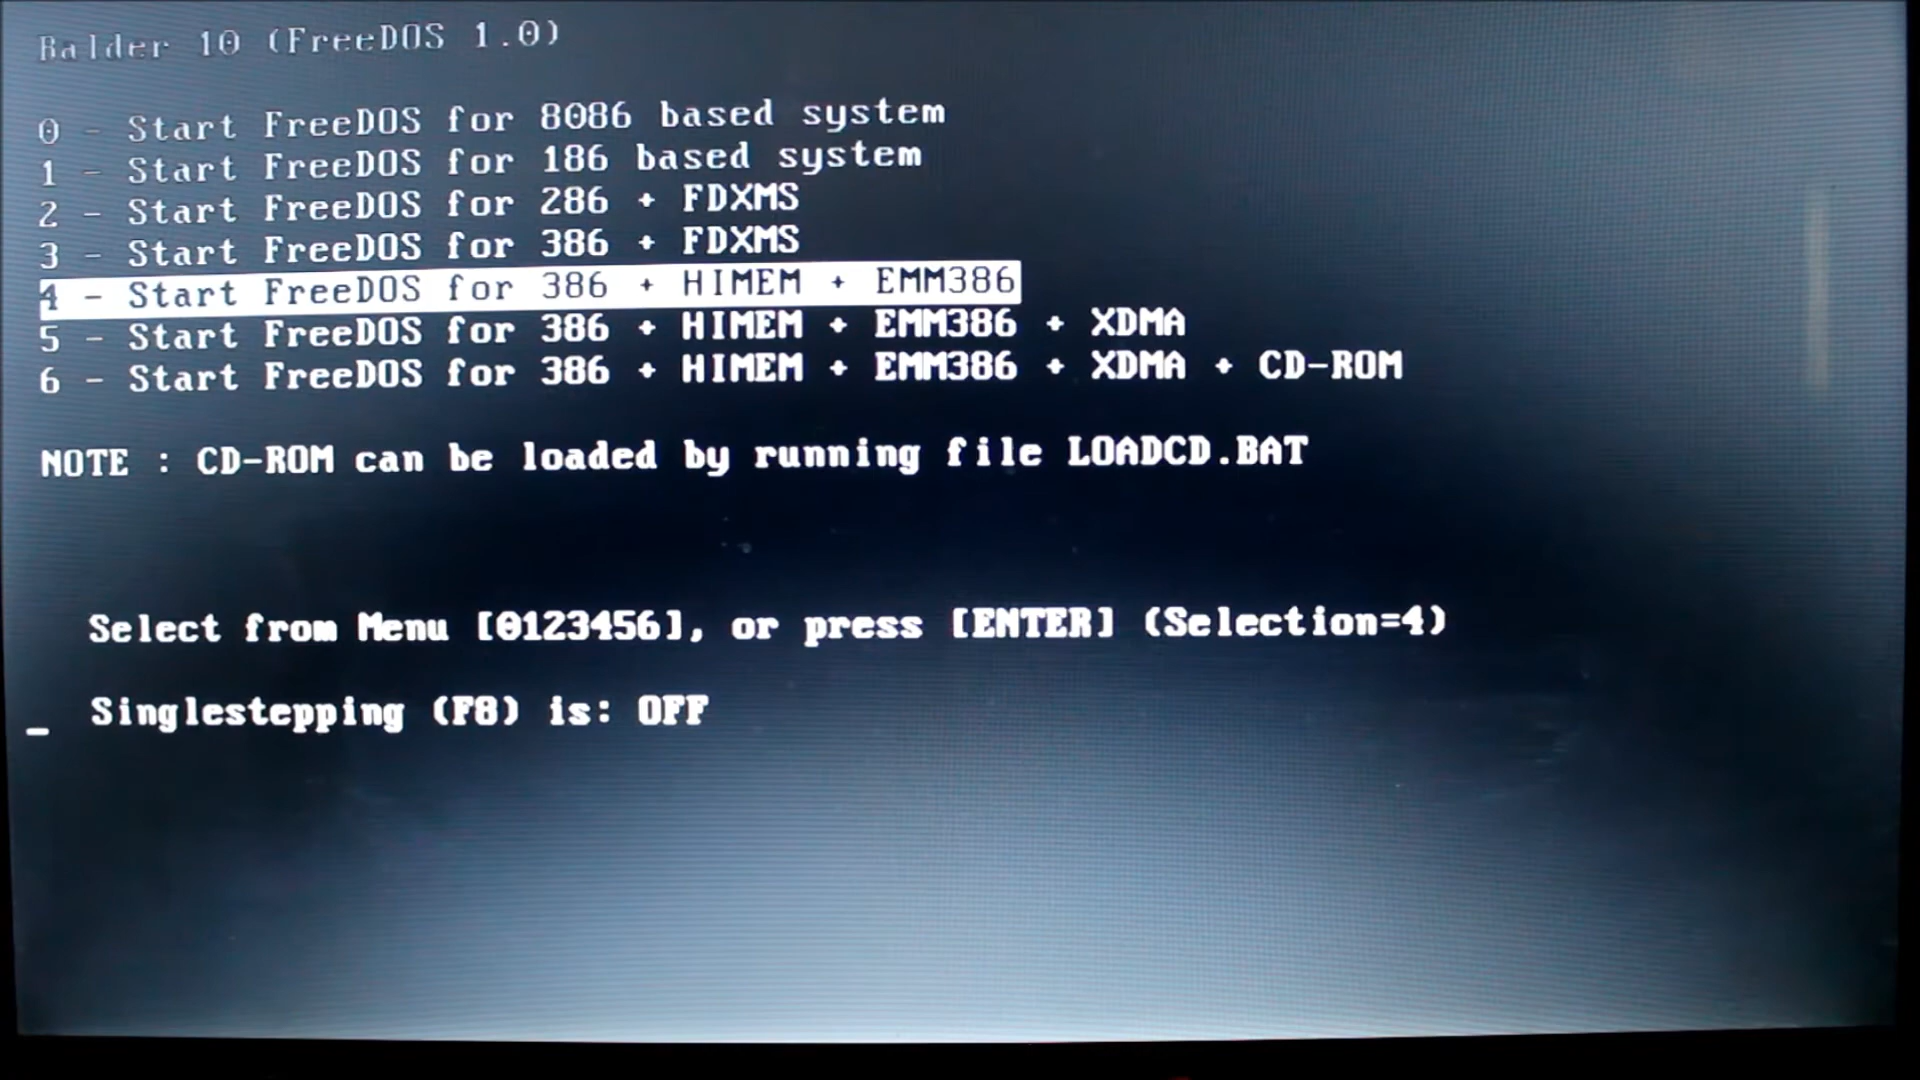 Balder 10 (FreeDOS 1.0)
0 - Start FreeDOS for 8086 based system
1 - Start FreeDOS for 186 based system
2 - Start FreeDOS for 286 + FDXMS
3 - Start FreeDOS for 386 + FDXMS
4 - Start FreeDOS for 386 + HIMEM + EMM386
5 - Start FreeDOS for 386 + HIMEM + EMM386 + XDMA
6 - Start FreeDOS for 386 + HIMEM + EMM386 + XDMA + CD-ROM
NOTE : CD-ROM can be loaded by running file LOADCD.BAT
Select from Menu [0123456], or press [ENTER] (Selection=4)
Singlestepping (F8) is: OFF
_